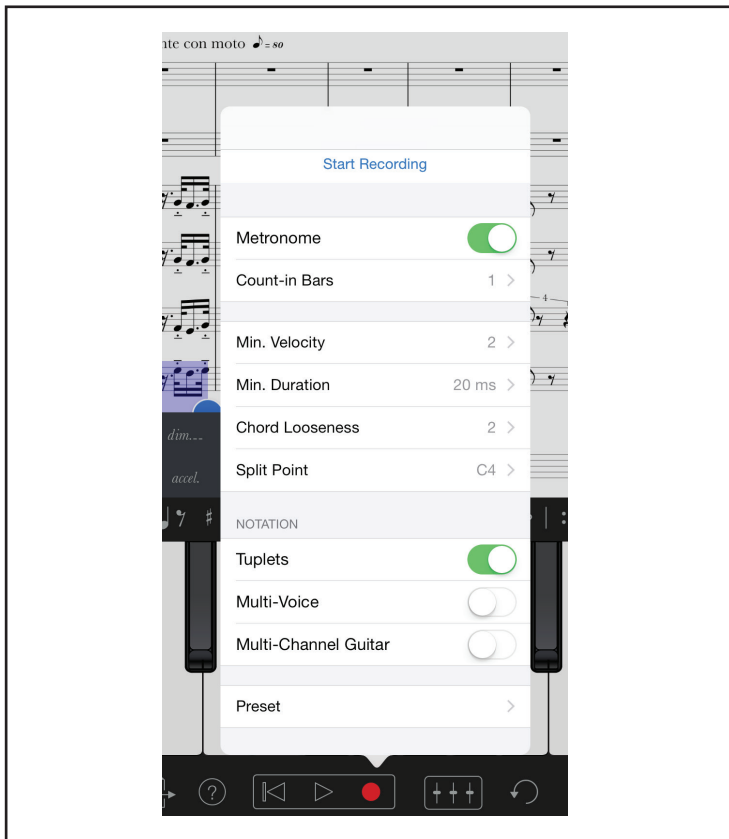 nte con moto ♪= 80
Start Recording
Metronome
Count-in Bars 1
4
Min. Velocity 2
Min. Duration 20 ms
Chord Looseness 2
dim...
Split Point C4
accel.
NOTATION
Tuplets
Multi-Voice
Multi-Channel Guitar
Preset
?